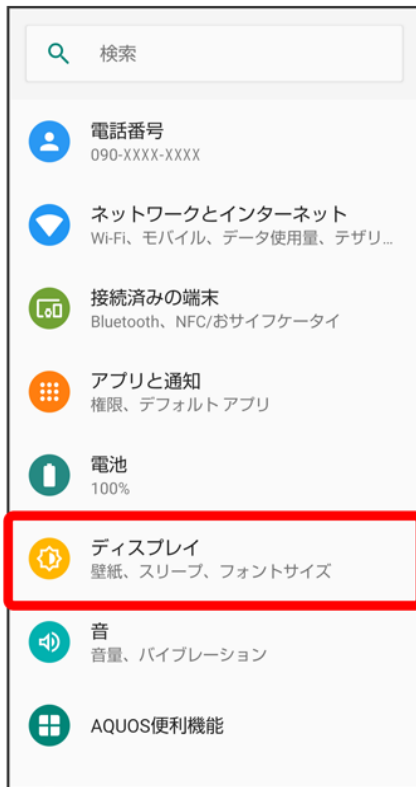 検索
電話番号
090-XXXX-XXXX
ネットワークとインターネット
Wi-Fi、モバイル、データ使用量、テザリ...
接続済みの端末
Bluetooth、NFC/おサイフケータイ
アプリと通知
権限、デフォルト アプリ
電池
100%
ディスプレイ
壁紙、スリープ、フォントサイズ
音
音量、バイブレーション
AQUOS便利機能